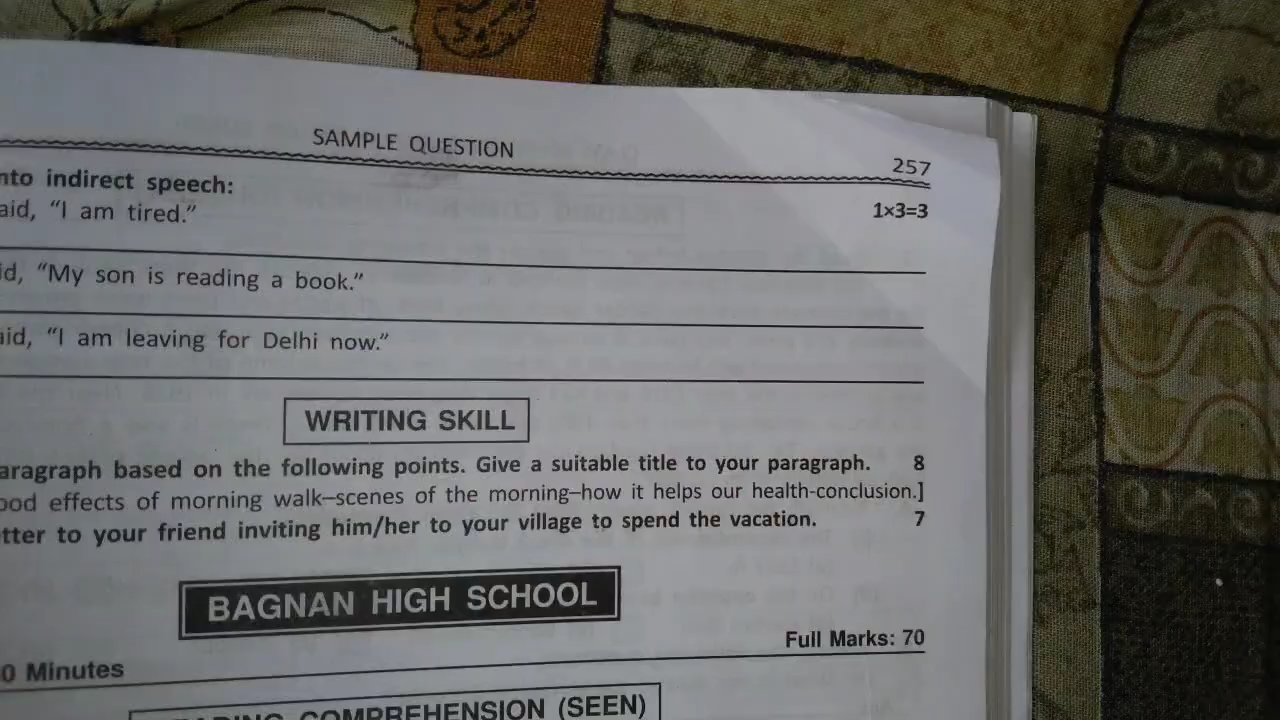 SAMPLE QUESTION
257
nto indirect speech:
aid, “I am tired.”
1×3=3
id, “My son is reading a book.”
aid, “I am leaving for Delhi now.”
WRITING SKILL
aragraph based on the following points. Give a suitable title to your paragraph. 8
ood effects of morning walk–scenes of the morning–how it helps our health-conclusion.]
tter to your friend inviting him/her to your village to spend the vacation. 7
BAGNAN HIGH SCHOOL
Full Marks: 70
0 Minutes
COMPREHENSION (SEEN)